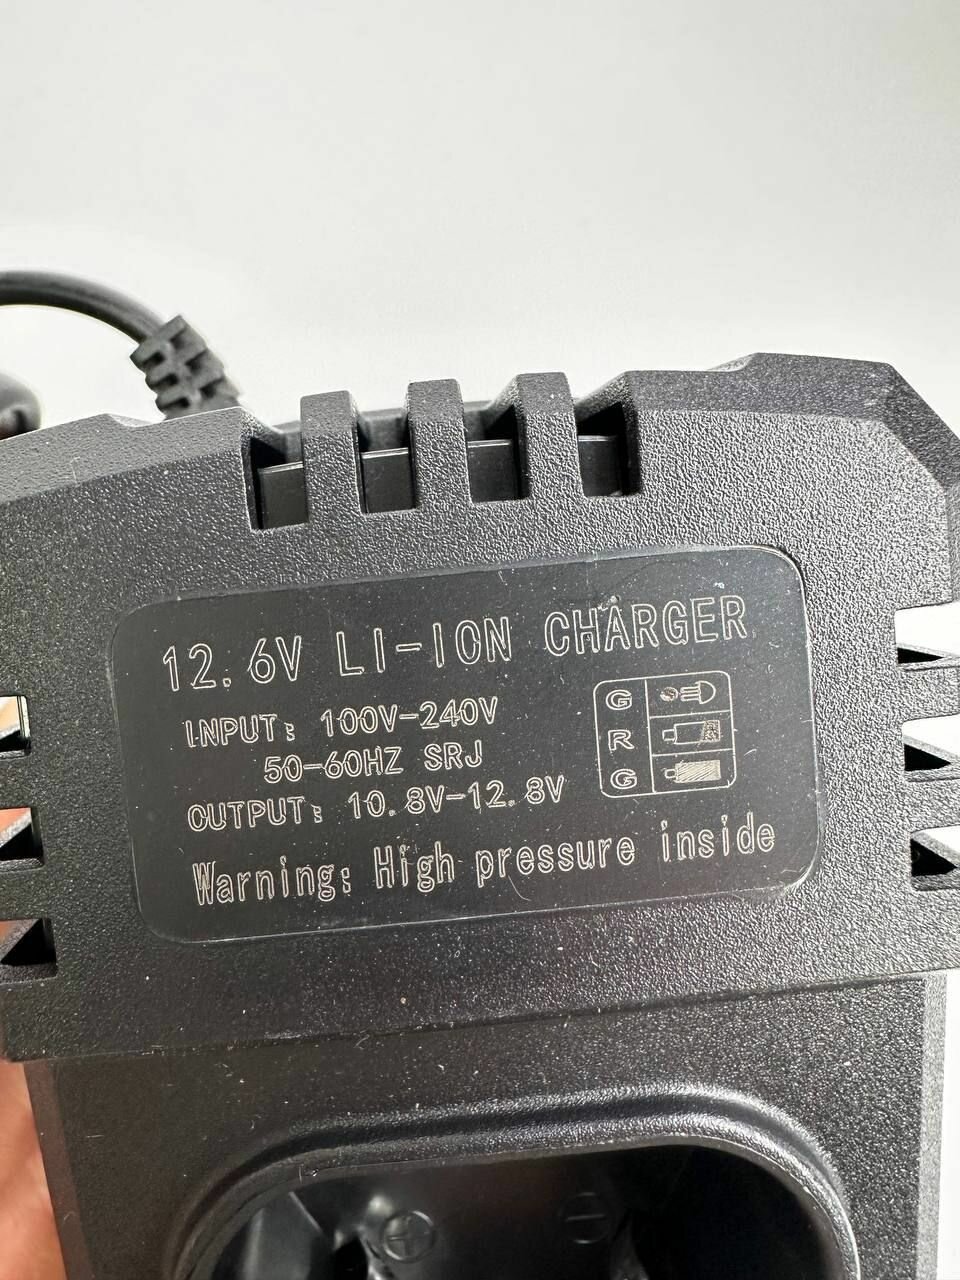 12.6V LI-ION CHARGER
INPUT: 100V-240V
50-60HZ SRJ
OUTPUT: 10.8V-12.8V
G
R
G
Warning: High pressure inside
+ -